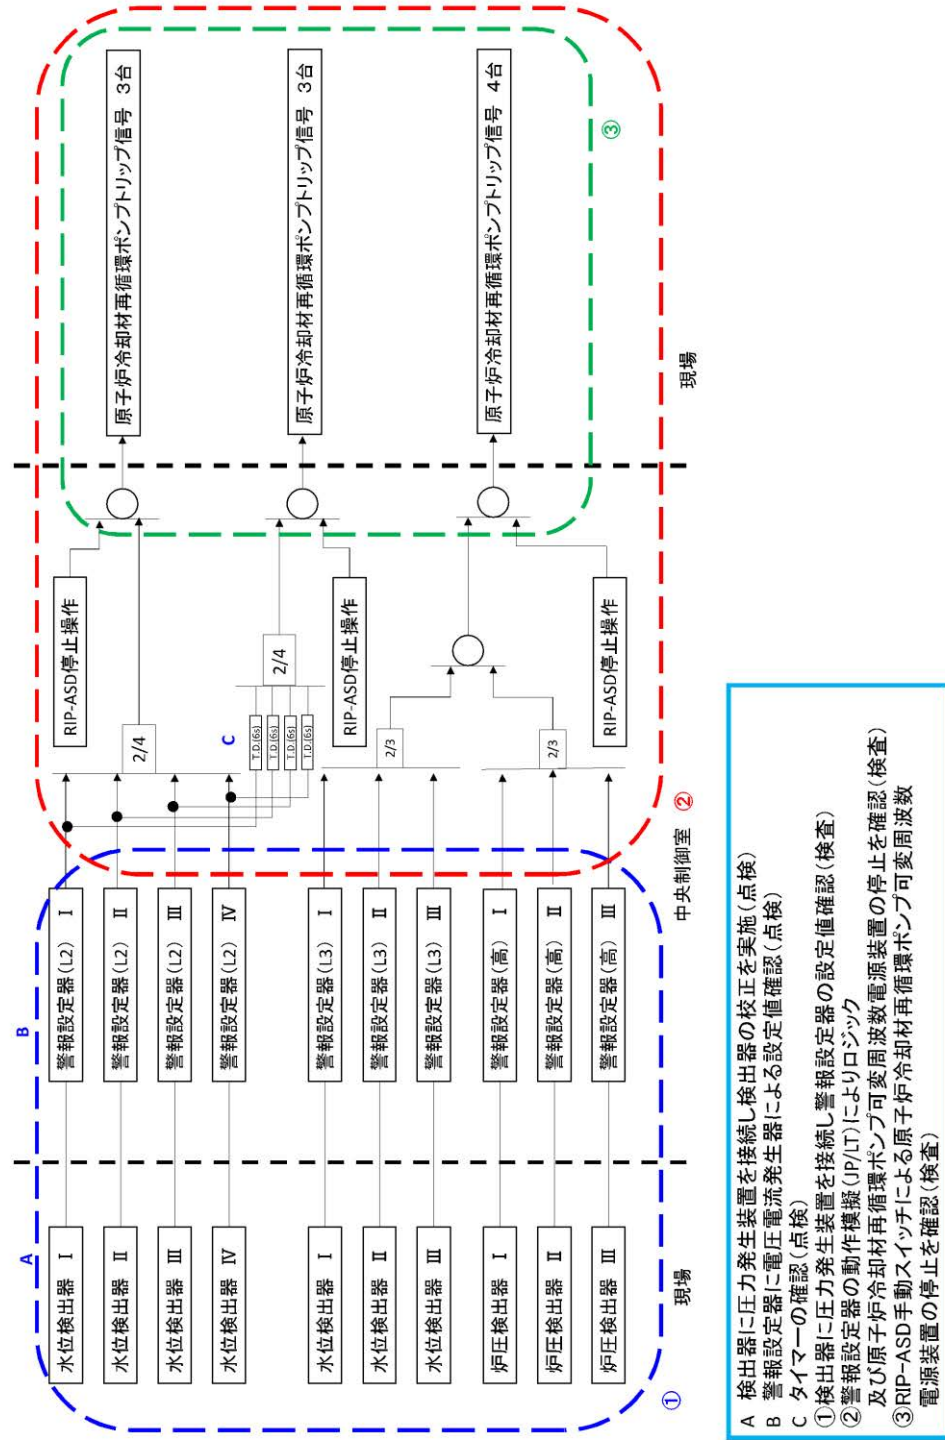 A
B
水位検出器 Ⅰ
警報設定器(L2) Ⅰ
水位検出器 Ⅱ
警報設定器(L2) Ⅱ
水位検出器 Ⅲ
警報設定器(L2) Ⅲ
水位検出器 Ⅳ
警報設定器(L2) Ⅳ
水位検出器 Ⅰ
警報設定器(L3) Ⅰ
水位検出器 Ⅱ
警報設定器(L3) Ⅱ
水位検出器 Ⅲ
警報設定器(L3) Ⅲ
炉圧検出器 Ⅰ
警報設定器(高) Ⅰ
炉圧検出器 Ⅱ
警報設定器(高) Ⅱ
炉圧検出器 Ⅲ
警報設定器(高) Ⅲ
RIP-ASD停止操作
2/4
原子炉冷却材再循環ポンプトリップ信号 3台
C
T.D.(6s)
T.D.(6s)
T.D.(6s)
T.D.(6s)
2/4
RIP-ASD停止操作
原子炉冷却材再循環ポンプトリップ信号 3台
2/3
2/3
RIP-ASD停止操作
原子炉冷却材再循環ポンプトリップ信号 4台
③
①
現場
中央制御室
②
現場
A 検出器に圧力発生装置を接続し検出器の校正を実施(点検)
B 警報設定器に電圧電流発生器による設定値確認(点検)
C タイマーの確認(点検)
①検出器に圧力発生装置を接続し警報設定器の設定値確認(検査)
②警報設定器の動作模擬(JP/LT)によりロジック
及び原子炉冷却材再循環ポンプ可変周波数電源装置の停止を確認(検査)
③RIP-ASD手動スイッチによる原子炉冷却材再循環ポンプ可変周波数
電源装置の停止を確認(検査)